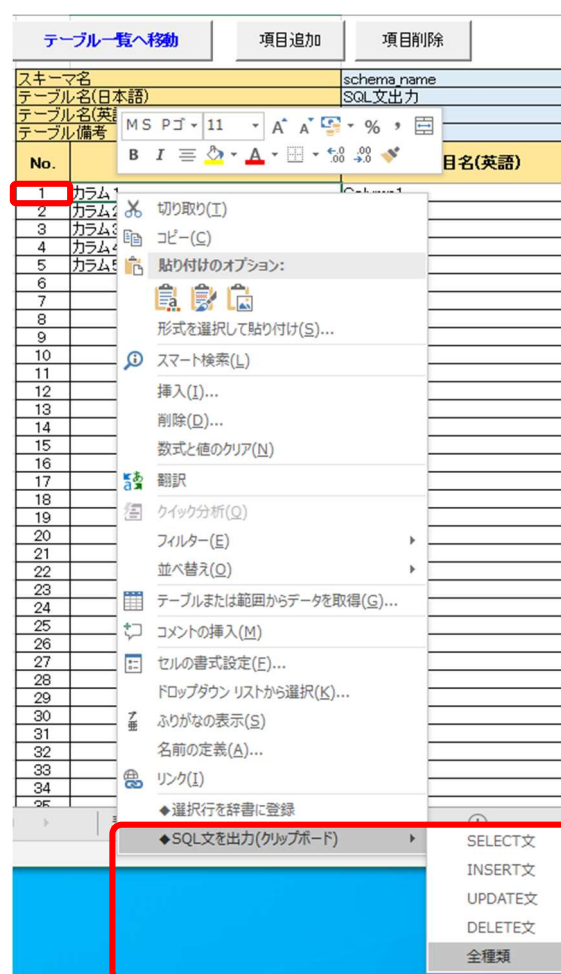 テーブル一覧へ移動 項目追加 項目削除
スキーマ名 schema_name
テーブル名(日本語) SQL文出力
テーブル名(英
テーブル備考
MS Pゴ 11 A A % ,
B I A .00 .00
No. 目名(英語)
1 カラム1 Column1
2 カラム2
3 カラム3
4 カラム4
5 カラム5
6
7
8
9
10
11
12
13
14
15
16
17
18
19
20
21
22
23
24
25
26
27
28
29
30
31
32
33
34
35
切り取り(T)
コピー(C)
貼り付けのオプション:
形式を選択して貼り付け(S)...
スマート検索(L)
挿入(I)...
削除(D)...
数式と値のクリア(N)
翻訳
クイック分析(Q)
フィルター(E)
並べ替え(O)
テーブルまたは範囲からデータを取得(G)...
コメントの挿入(M)
セルの書式設定(F)...
ドロップダウン リストから選択(K)...
ふりがなの表示(S)
名前の定義(A)...
リンク(I)
◆選択行を辞書に登録
◆SQL文を出力(クリップボード)
SELECT文
INSERT文
UPDATE文
DELETE文
全種類